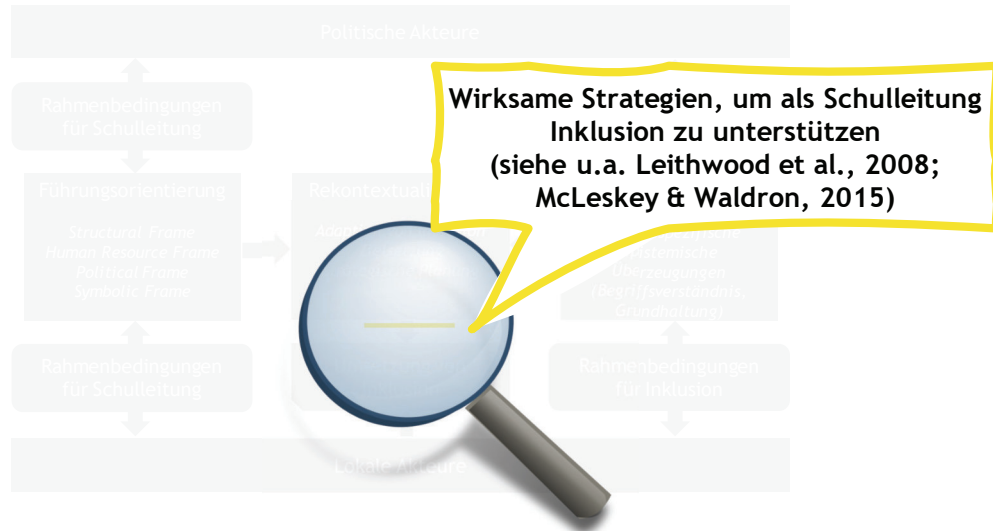 Politische Akteure
Rahmenbedingungen
für Schulleitung
Wirksame Strategien, um als Schulleitung
Inklusion zu unterstützen
(siehe u.a. Leithwood et al., 2008;
McLeskey & Waldron, 2015)
Führungsorientierung
Structural Frame
Human Resource Frame
Political Frame
Symbolic Frame
Überzeugungen
(Begriffsverständnis,
Grundhaltung)
Rahmenbedingungen
für Schulleitung
Rahmenbedingungen
für Inklusion
Lokale Akteure